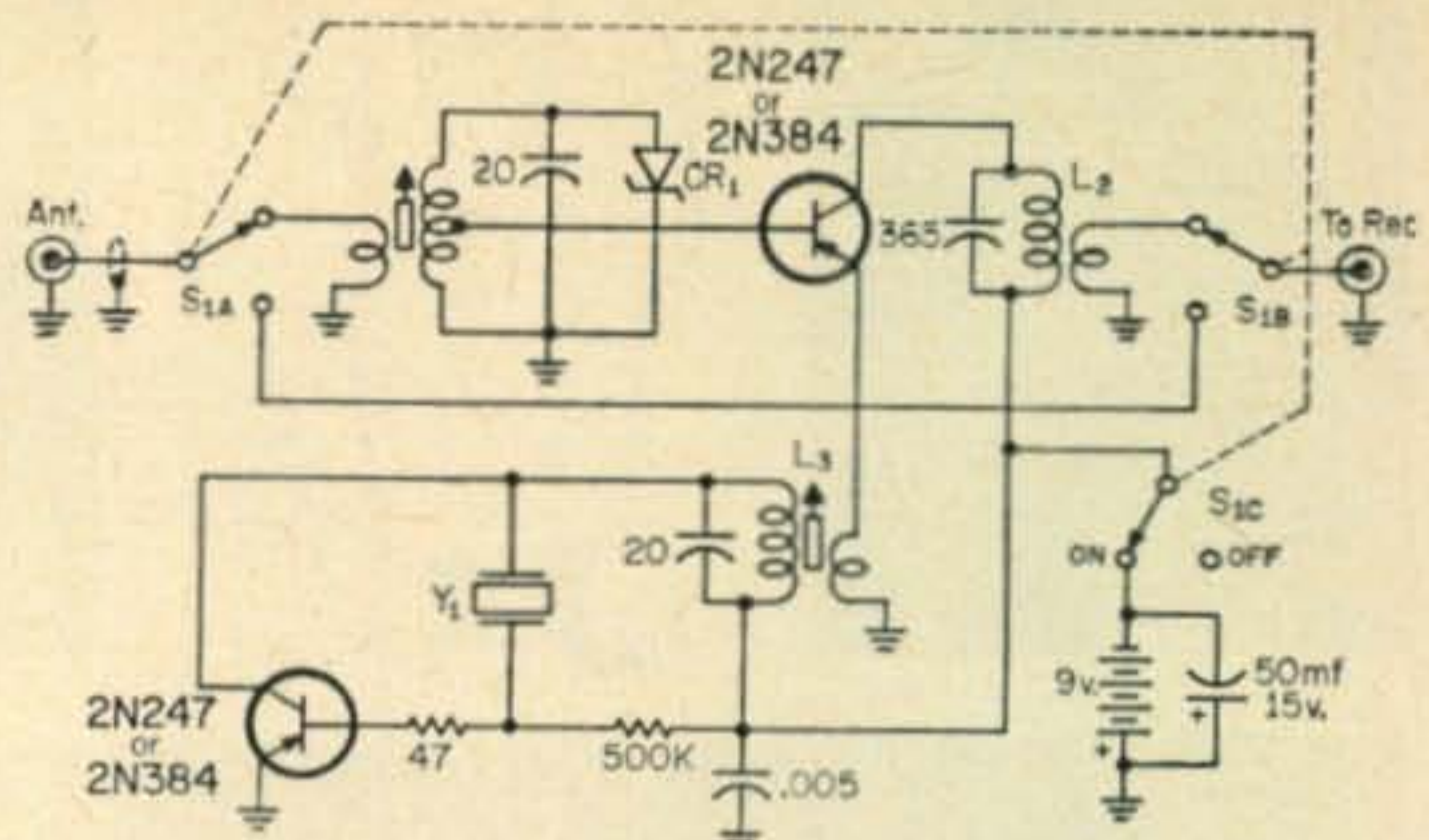 2N247
or
2N384
Ant.
20
CR1
L2
365
To Rec
S1A
S1B
L3
S1C
ON
OFF
20
Y1
9v.
50mf
15v.
+
+
2N247
or
2N384
47
500K
.005